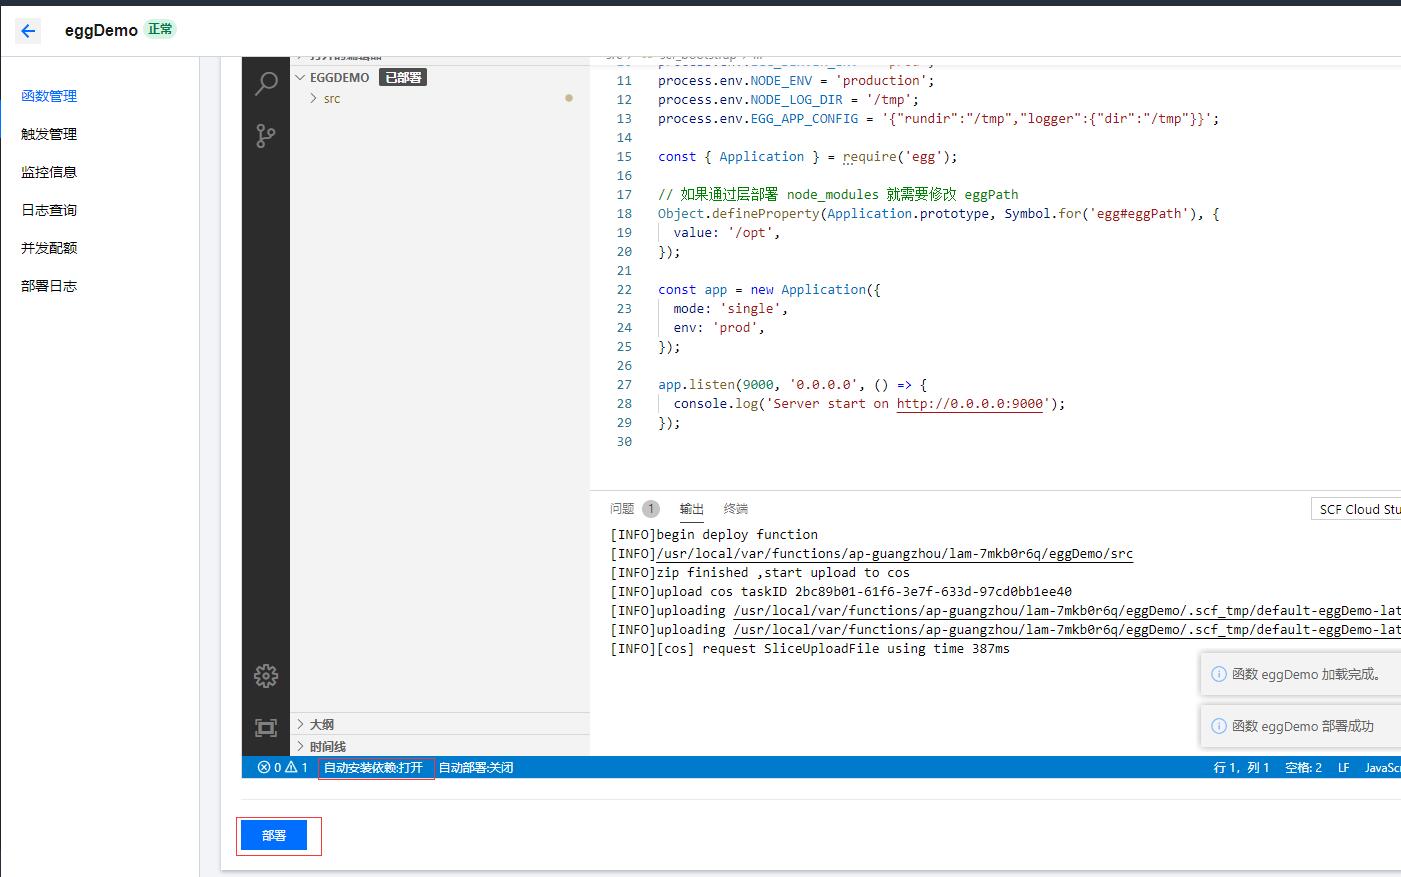 eggDemo 正常
函数管理
触发管理
监控信息
日志查询
并发配额
部署日志
EGGDEMO 已部署
src
11 process.env.NODE_ENV = 'production';
12 process.env.NODE_LOG_DIR = '/tmp';
13 process.env.EGG_APP_CONFIG = '{"rundir":"/tmp","logger":{"dir":"/tmp"}}';
14
15 const { Application } = require('egg');
16
17 // 如果通过层部署 node_modules 就需要修改 eggPath
18 Object.defineProperty(Application.prototype, Symbol.for('egg#eggPath'), {
19 value: '/opt',
20 });
21
22 const app = new Application({
23 mode: 'single',
24 env: 'prod',
25 });
26
27 app.listen(9000, '0.0.0.0', () => {
28 console.log('Server start on http://0.0.0.0:9000');
29 });
30
问题 1 输出 终端 SCF Cloud Stu
[INFO]begin deploy function
[INFO]/usr/local/var/functions/ap-guangzhou/lam-7mkb0r6q/eggDemo/src
[INFO]zip finished ,start upload to cos
[INFO]upload cos taskID 2bc89b01-61f6-3e7f-633d-97cd0bb1ee40
[INFO]uploading /usr/local/var/functions/ap-guangzhou/lam-7mkb0r6q/eggDemo/.scf_tmp/default-eggDemo-lat
[INFO]uploading /usr/local/var/functions/ap-guangzhou/lam-7mkb0r6q/eggDemo/.scf_tmp/default-eggDemo-lat
[INFO][cos] request SliceUploadFile using time 387ms
函数 eggDemo 加载完成。
函数 eggDemo 部署成功
大纲
时间线
0 1 自动安装依赖:打开 自动部署:关闭 行 1，列 1 空格: 2 LF JavaScr
部署